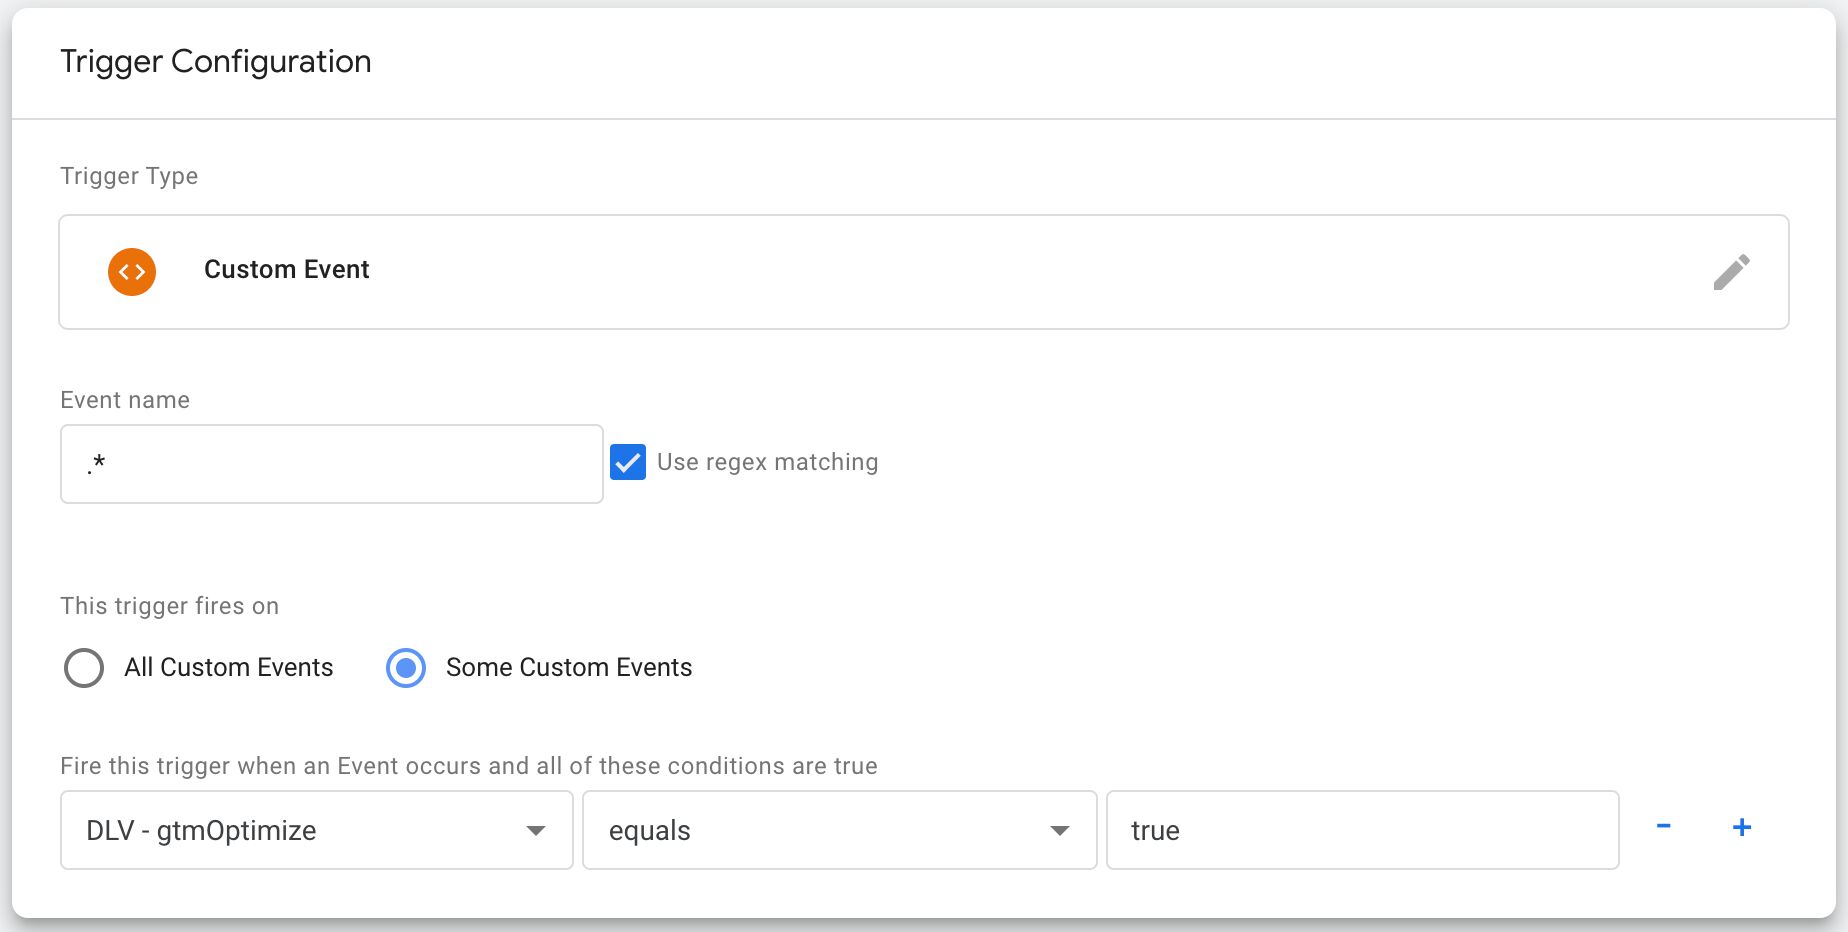 Trigger Configuration
Trigger Type
Custom Event
Event name
.*
Use regex matching
This trigger fires on
All Custom Events
Some Custom Events
Fire this trigger when an Event occurs and all of these conditions are true
DLV - gtmOptimize
equals
true